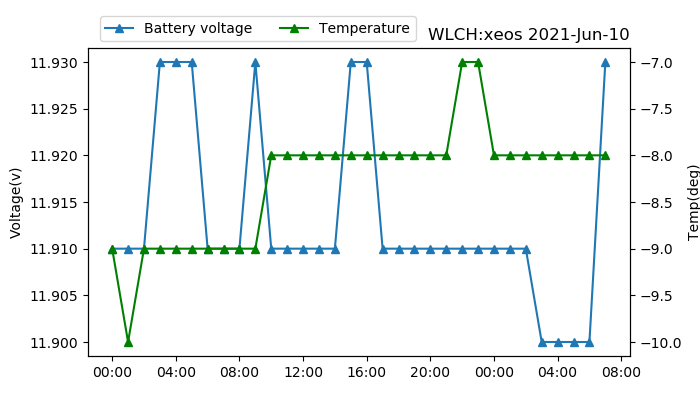 Battery voltage Temperature
WLCH:xeos 2021-Jun-10
Voltage(v)
11.930
11.925
11.920
11.915
11.910
11.905
11.900
−7.0
−7.5
−8.0
−8.5
−9.0
−9.5
−10.0
Temp(deg)
00:00 04:00 08:00 12:00 16:00 20:00 00:00 04:00 08:00